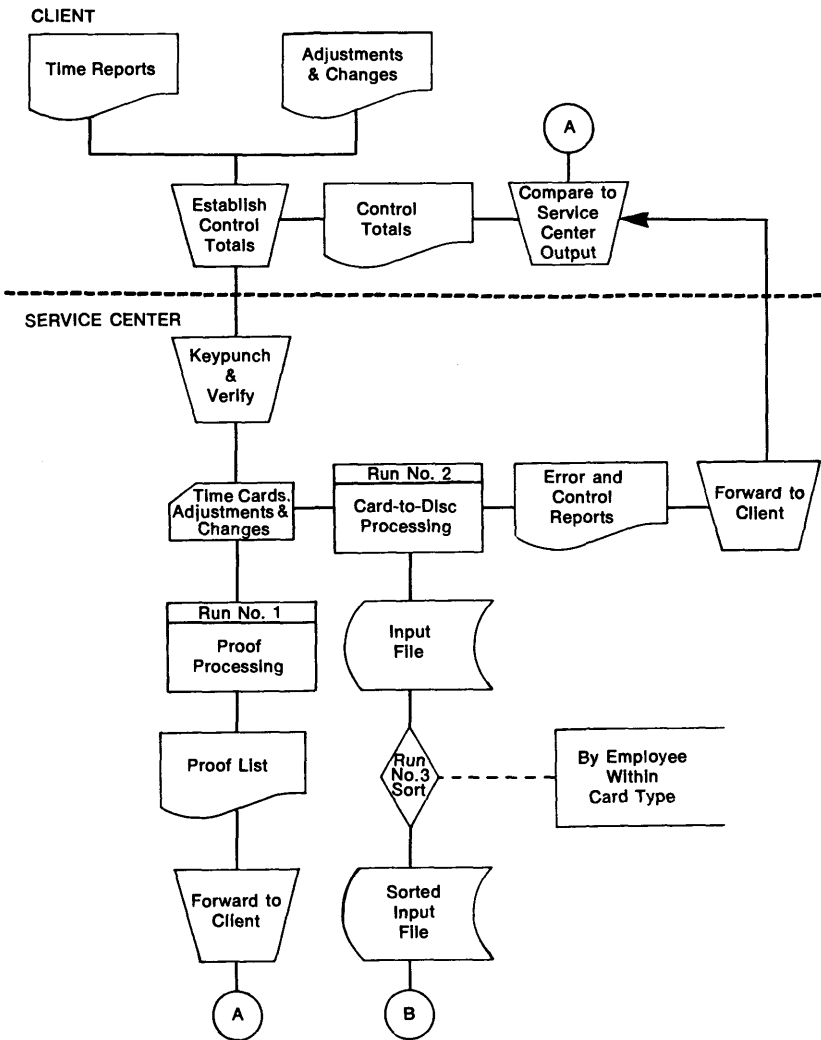 CLIENT
Time Reports
Adjustments
& Changes
A
Establish
Control
Totals
Control
Totals
Compare to
Service
Center
Output
SERVICE CENTER
Keypunch
&
Verify
Time Cards.
Adjustments &
Changes
Run No. 2
Card-to-Disc
Processing
Error and
Control
Reports
Forward to
Client
Run No. 1
Proof
Processing
Input
File
Proof List
Run
No.3
Sort
By Employee
Within
Card Type
Forward to
Client
Sorted
Input
File
A
B